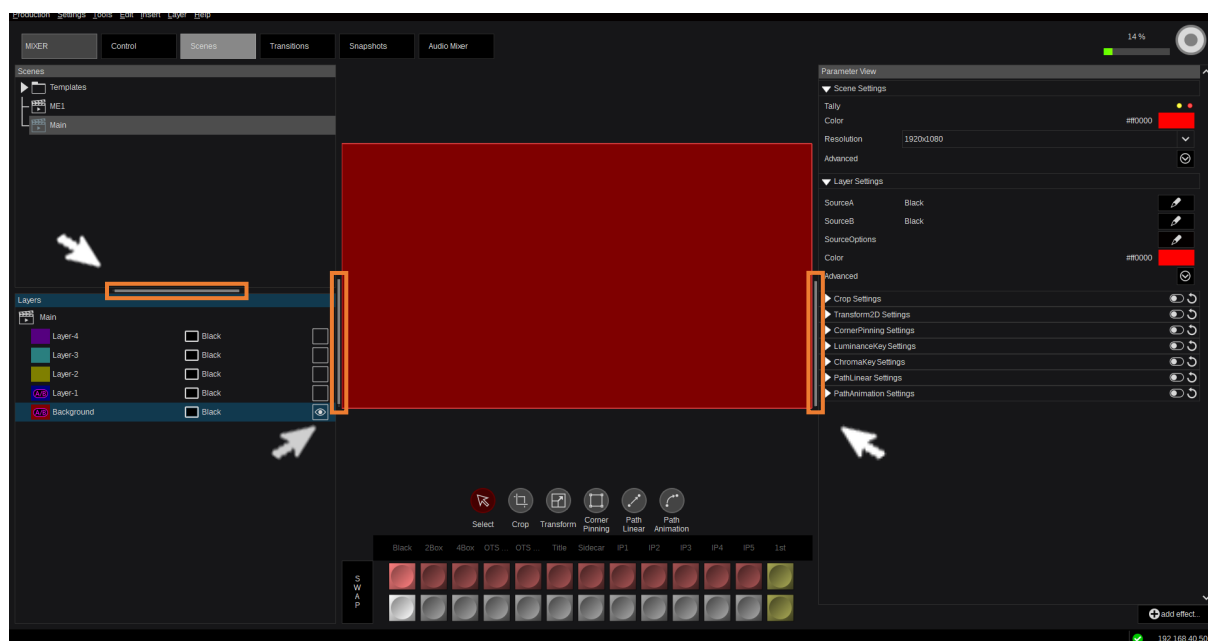 Production Settings Tools Edit Insert Layer Help
MIXER Control Scenes Transitions Snapshots Audio Mixer
14 %
Scenes
Templates
ME1
Main
Layers
Main
Layer-4 Black
Layer-3 Black
Layer-2 Black
A/B Layer-1 Black
A/B Background Black
Select Crop Transform Corner Pinning Path Linear Path Animation
Black 2Box 4Box OTS ... OTS ... Title Sidecar IP1 IP2 IP3 IP4 IP5 1st
SWAP
Parameter View
Scene Settings
Tally
Color #ff0000
Resolution 1920x1080
Advanced
Layer Settings
SourceA Black
SourceB Black
SourceOptions
Color #ff0000
Advanced
Crop Settings
Transform2D Settings
CornerPinning Settings
LuminanceKey Settings
ChromaKey Settings
PathLinear Settings
PathAnimation Settings
add effect...
192.168.40.50